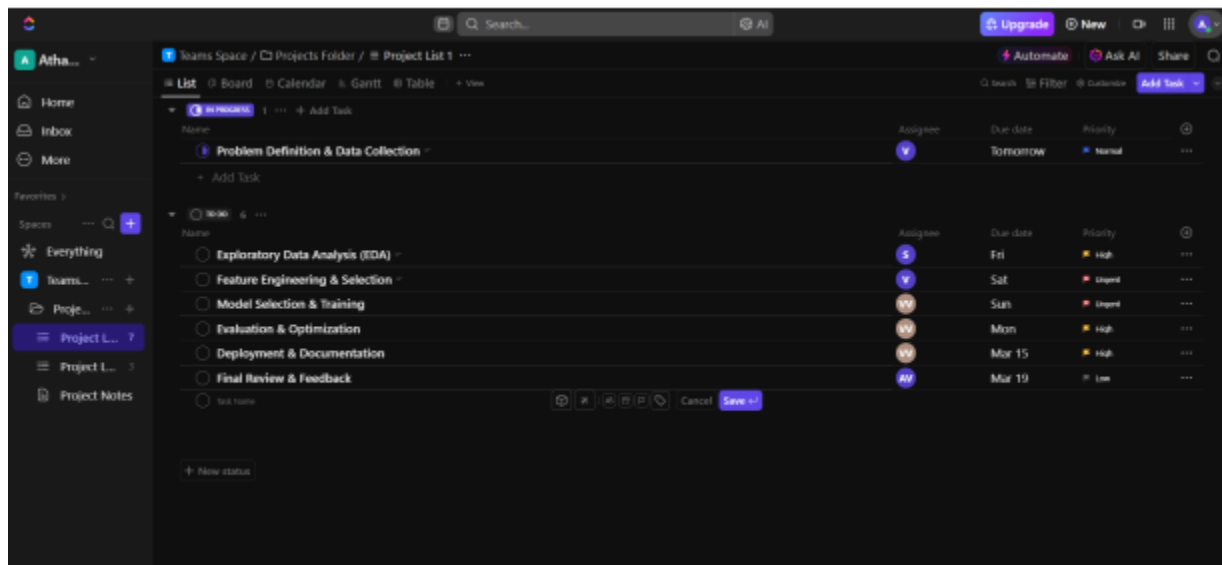 Search... AI Upgrade New A
A Atha... T Teams Space / Projects Folder / Project List 1 ... Automate Ask AI Share
List Board Calendar Gantt Table + View Search Filter Customize Add Task
Home
Inbox
More
Favorites >
Spaces ... +
Everything
T Teams... ... +
Proje... ... +
Project L... 7
Project L... 3
Project Notes
IN PROGRESS 1 ... + Add Task
Name Assignee Due date Priority
Problem Definition & Data Collection V Tomorrow Normal ...
+ Add Task
TO DO 6 ...
Name Assignee Due date Priority
Exploratory Data Analysis (EDA) S Fri High ...
Feature Engineering & Selection V Sat Urgent ...
Model Selection & Training VV Sun Urgent ...
Evaluation & Optimization VV Mon High ...
Deployment & Documentation VV Mar 15 High ...
Final Review & Feedback AV Mar 19 Low ...
Task Name Cancel Save
+ New status